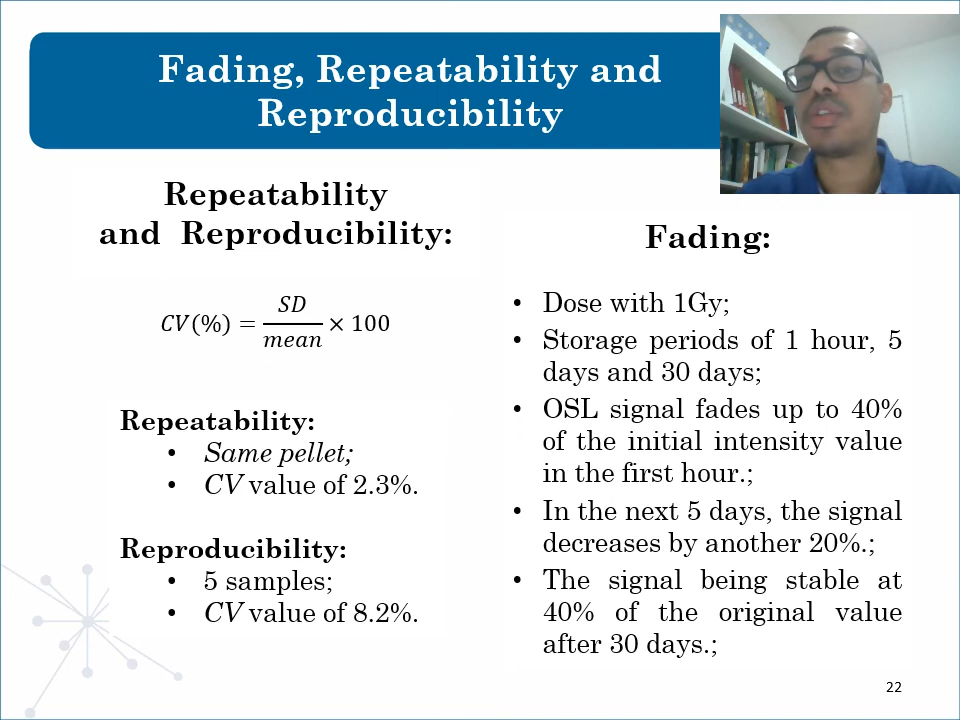 Fading, Repeatability and
Reproducibility
Repeatability
and Reproducibility:
CV(%) = SD/mean × 100
Repeatability:
• Same pellet;
• CV value of 2.3%.
Reproducibility:
• 5 samples;
• CV value of 8.2%.
Fading:
• Dose with 1Gy;
• Storage periods of 1 hour, 5
days and 30 days;
• OSL signal fades up to 40%
of the initial intensity value
in the first hour.;
• In the next 5 days, the signal
decreases by another 20%.;
• The signal being stable at
40% of the original value
after 30 days.;
22